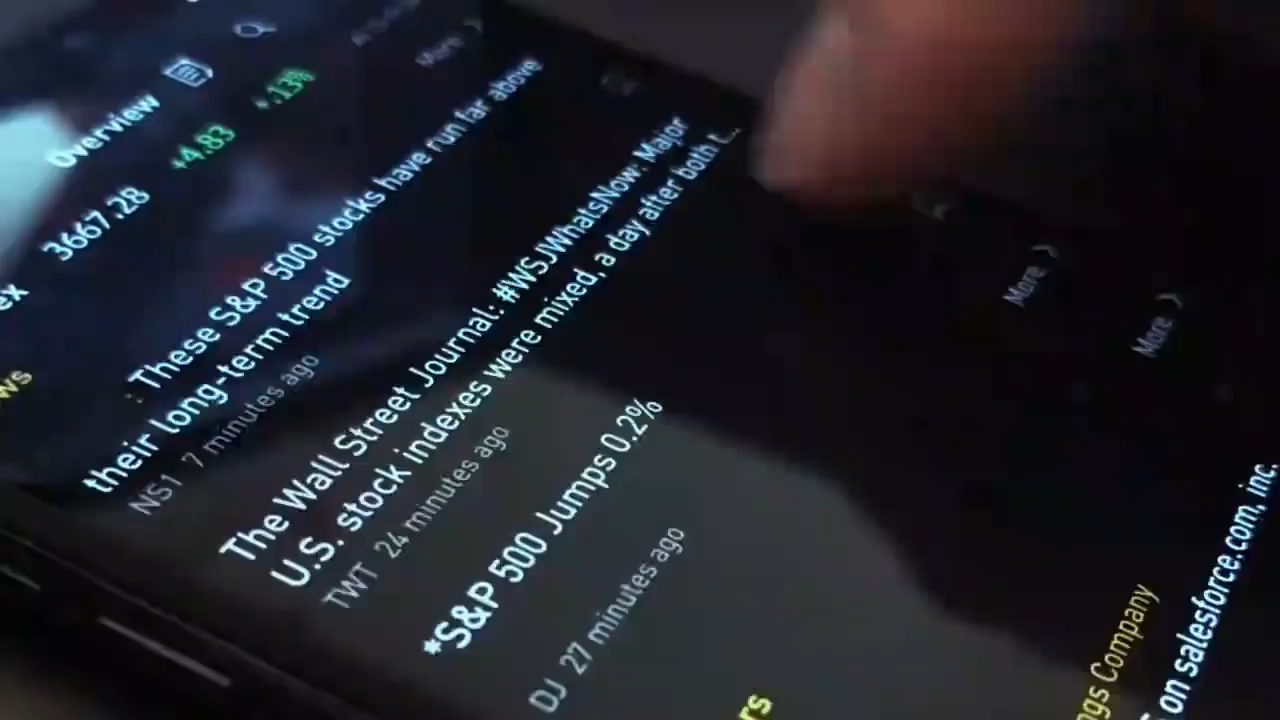 Overview
3667.28 +4.83 +.13%
More
These S&P 500 stocks have run far above
their long-term trend
NS1 7 minutes ago
The Wall Street Journal: #WSJWhatsNow: Major
U.S. stock indexes were mixed, a day after both t...
TWT 24 minutes ago
*S&P 500 Jumps 0.2%
DJ 27 minutes ago
More
More
ngs Company
on salesforce.com, inc.